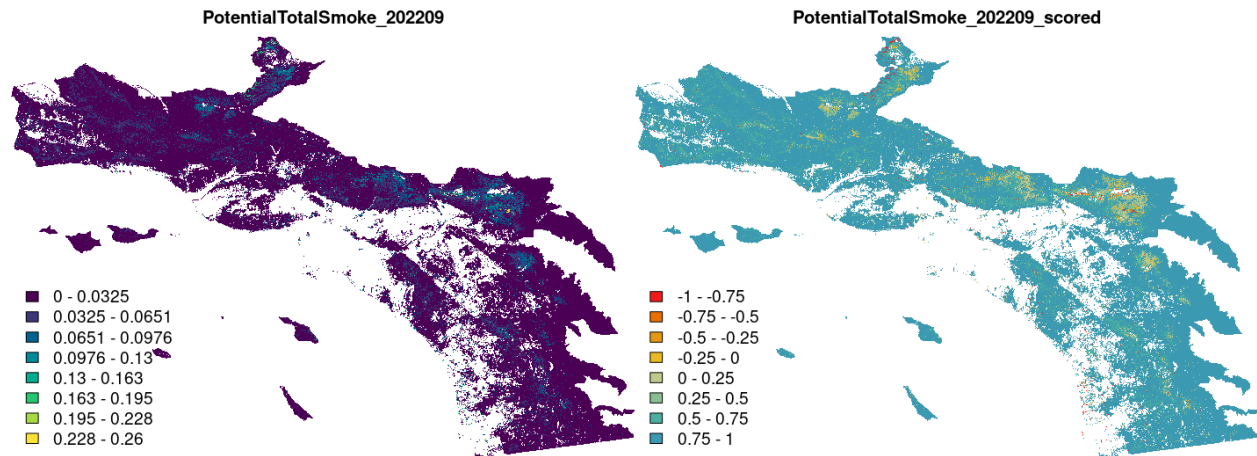 PotentialTotalSmoke_202209
0 - 0.0325
0.0325 - 0.0651
0.0651 - 0.0976
0.0976 - 0.13
0.13 - 0.163
0.163 - 0.195
0.195 - 0.228
0.228 - 0.26
PotentialTotalSmoke_202209_scored
-1 - -0.75
-0.75 - -0.5
-0.5 - -0.25
-0.25 - 0
0 - 0.25
0.25 - 0.5
0.5 - 0.75
0.75 - 1